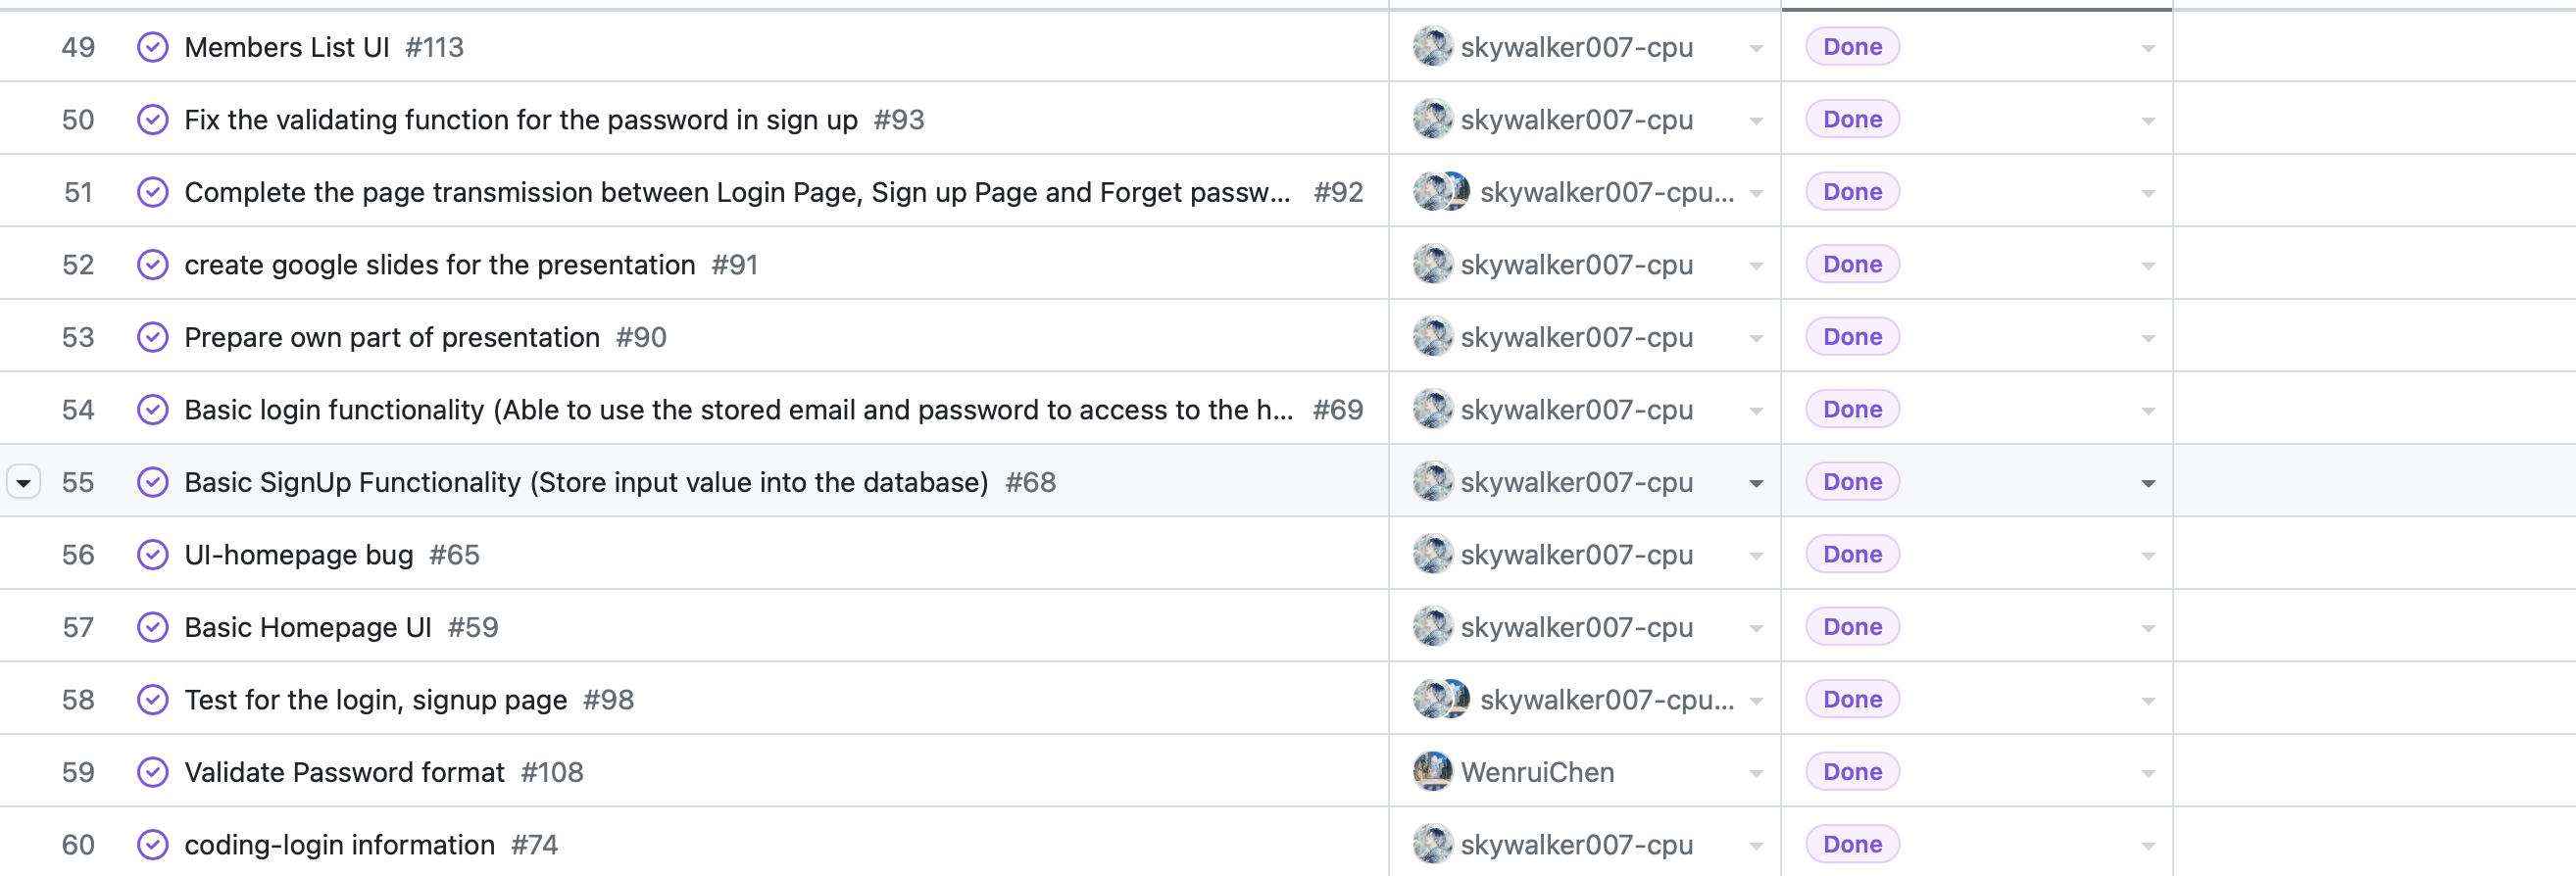 49 Members List UI #113 skywalker007-cpu Done
50 Fix the validating function for the password in sign up #93 skywalker007-cpu Done
51 Complete the page transmission between Login Page, Sign up Page and Forget passw... #92 skywalker007-cpu... Done
52 create google slides for the presentation #91 skywalker007-cpu Done
53 Prepare own part of presentation #90 skywalker007-cpu Done
54 Basic login functionality (Able to use the stored email and password to access to the h... #69 skywalker007-cpu Done
55 Basic SignUp Functionality (Store input value into the database) #68 skywalker007-cpu Done
56 UI-homepage bug #65 skywalker007-cpu Done
57 Basic Homepage UI #59 skywalker007-cpu Done
58 Test for the login, signup page #98 skywalker007-cpu... Done
59 Validate Password format #108 WenruiChen Done
60 coding-login information #74 skywalker007-cpu Done